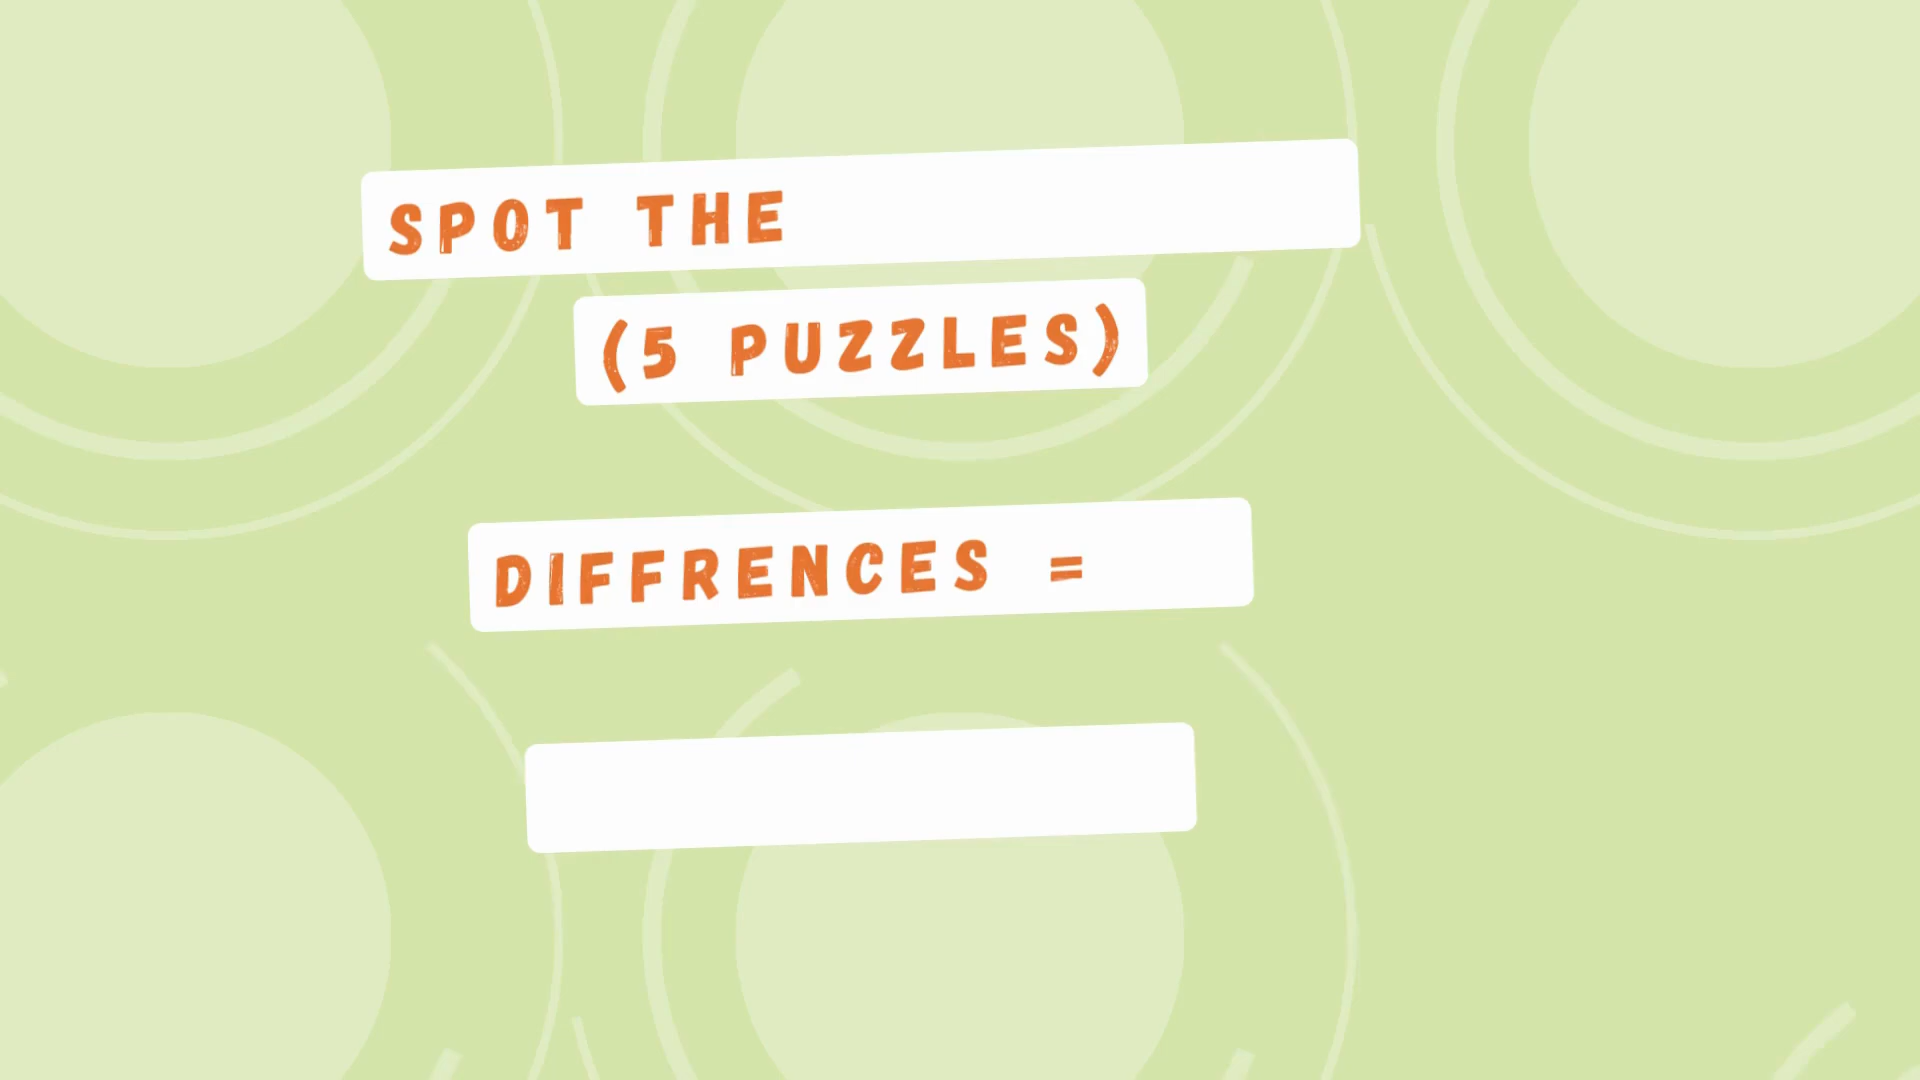 SPOT THE
(5 PUZZLES)
DIFFRENCES =